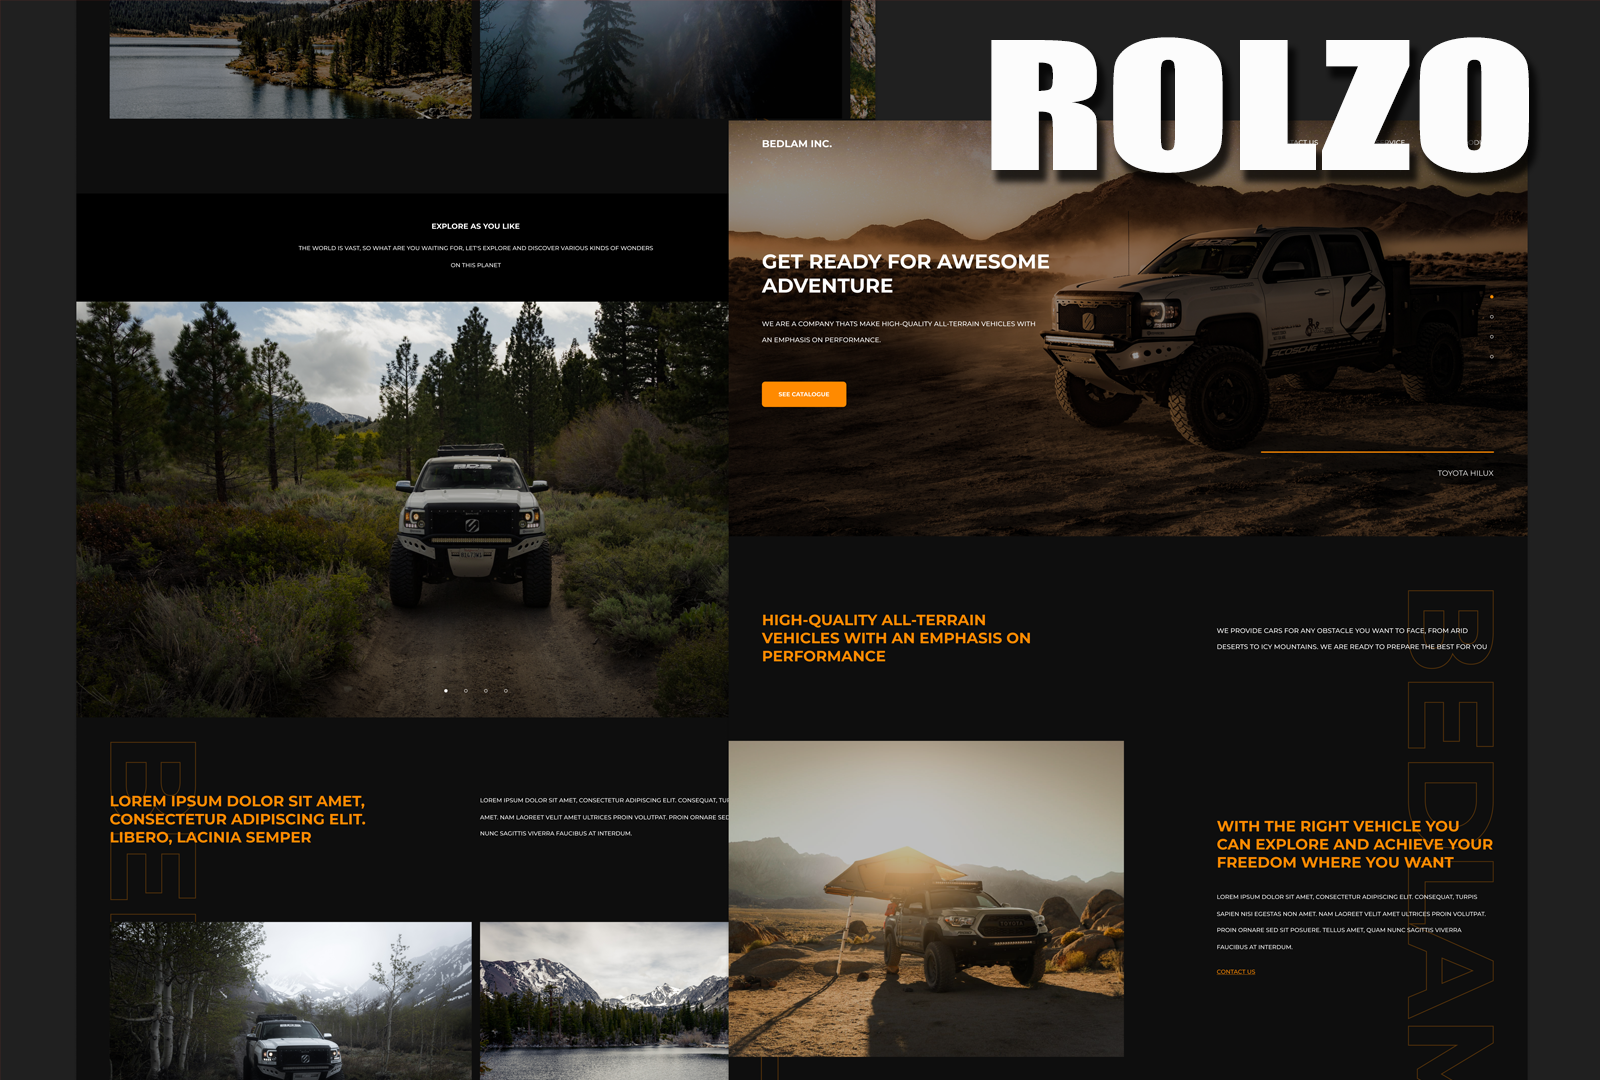 ROLZO
BEDLAM INC.
EXPLORE AS YOU LIKE
THE WORLD IS VAST, SO WHAT ARE YOU WAITING FOR, LET'S EXPLORE AND DISCOVER VARIOUS KINDS OF WONDERS
ON THIS PLANET
GET READY FOR AWESOME
ADVENTURE
WE ARE A COMPANY THATS MAKE HIGH-QUALITY ALL-TERRAIN VEHICLES WITH
AN EMPHASIS ON PERFORMANCE.
SEE CATALOGUE
SCOSCHE
TOYOTA HILUX
HIGH-QUALITY ALL-TERRAIN
VEHICLES WITH AN EMPHASIS ON
PERFORMANCE
WE PROVIDE CARS FOR ANY OBSTACLE YOU WANT TO FACE, FROM ARID
DESERTS TO ICY MOUNTAINS. WE ARE READY TO PREPARE THE BEST FOR YOU
BEDLAM
LOREM IPSUM DOLOR SIT AMET,
CONSECTETUR ADIPISCING ELIT.
LIBERO, LACINIA SEMPER
LOREM IPSUM DOLOR SIT AMET, CONSECTETUR ADIPISCING ELIT. CONSEQUAT,
AMET. NAM LAOREET VELIT AMET ULTRICES PROIN VOLUTPAT. PROIN ORNARE SED
NUNC SAGITTIS VIVERRA FAUCIBUS AT INTERDUM.
WITH THE RIGHT VEHICLE YOU
CAN EXPLORE AND ACHIEVE YOUR
FREEDOM WHERE YOU WANT
LOREM IPSUM DOLOR SIT AMET, CONSECTETUR ADIPISCING ELIT. CONSEQUAT, TURPIS
SAPIEN NISI EGESTAS NON AMET. NAM LAOREET VELIT AMET ULTRICES PROIN VOLUTPAT.
PROIN ORNARE SED SIT POSUERE. TELLUS AMET, QUAM NUNC SAGITTIS VIVERRA
FAUCIBUS AT INTERDUM.
CONTACT US